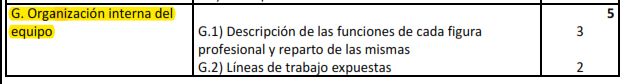 G. Organización interna del equipo
5
G.1) Descripción de las funciones de cada figura profesional y reparto de las mismas
3
G.2) Líneas de trabajo expuestas
2